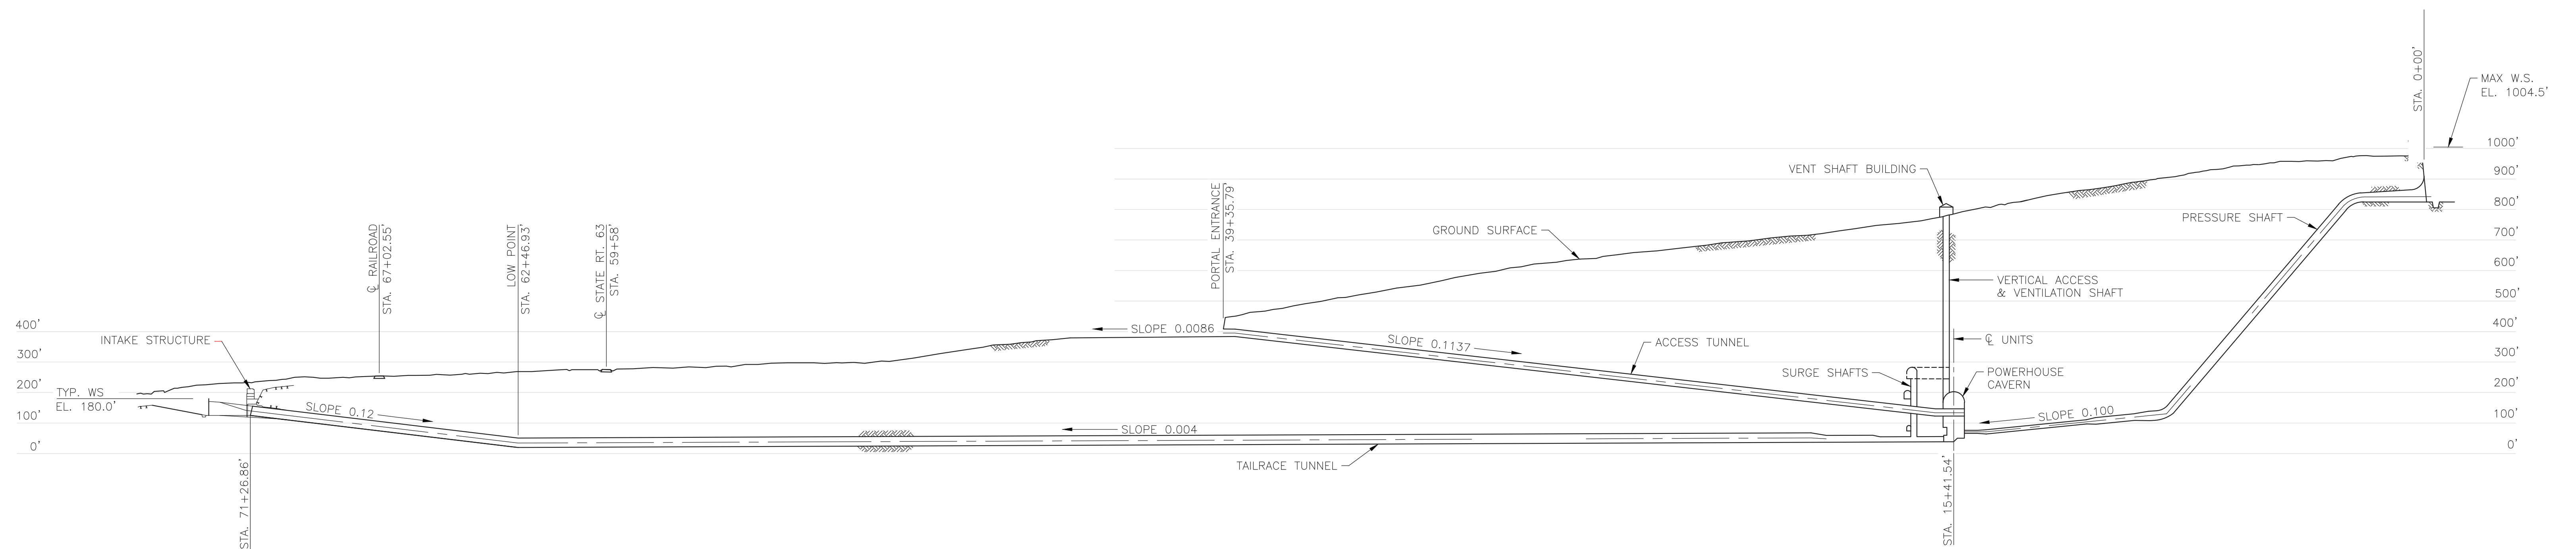 STA. 0+00'
MAX W.S.
EL. 1004.5'
1000'
900'
800'
700'
600'
500'
400'
300'
200'
100'
0'
VENT SHAFT BUILDING
PRESSURE SHAFT
PORTAL ENTRANCE
STA. 39+35.79'
GROUND SURFACE
VERTICAL ACCESS
& VENTILATION SHAFT
℄ RAILROAD
STA. 67+02.55'
LOW POINT
STA. 62+46.93'
℄ STATE RT. 63
STA. 59+58'
400'
300'
200'
100'
0'
INTAKE STRUCTURE
SLOPE 0.0086
SLOPE 0.1137
ACCESS TUNNEL
℄ UNITS
SURGE SHAFTS
POWERHOUSE
CAVERN
TYP. WS
EL. 180.0'
SLOPE 0.12
SLOPE 0.004
SLOPE 0.100
TAILRACE TUNNEL
STA. 71+26.86'
STA. 15+41.54'